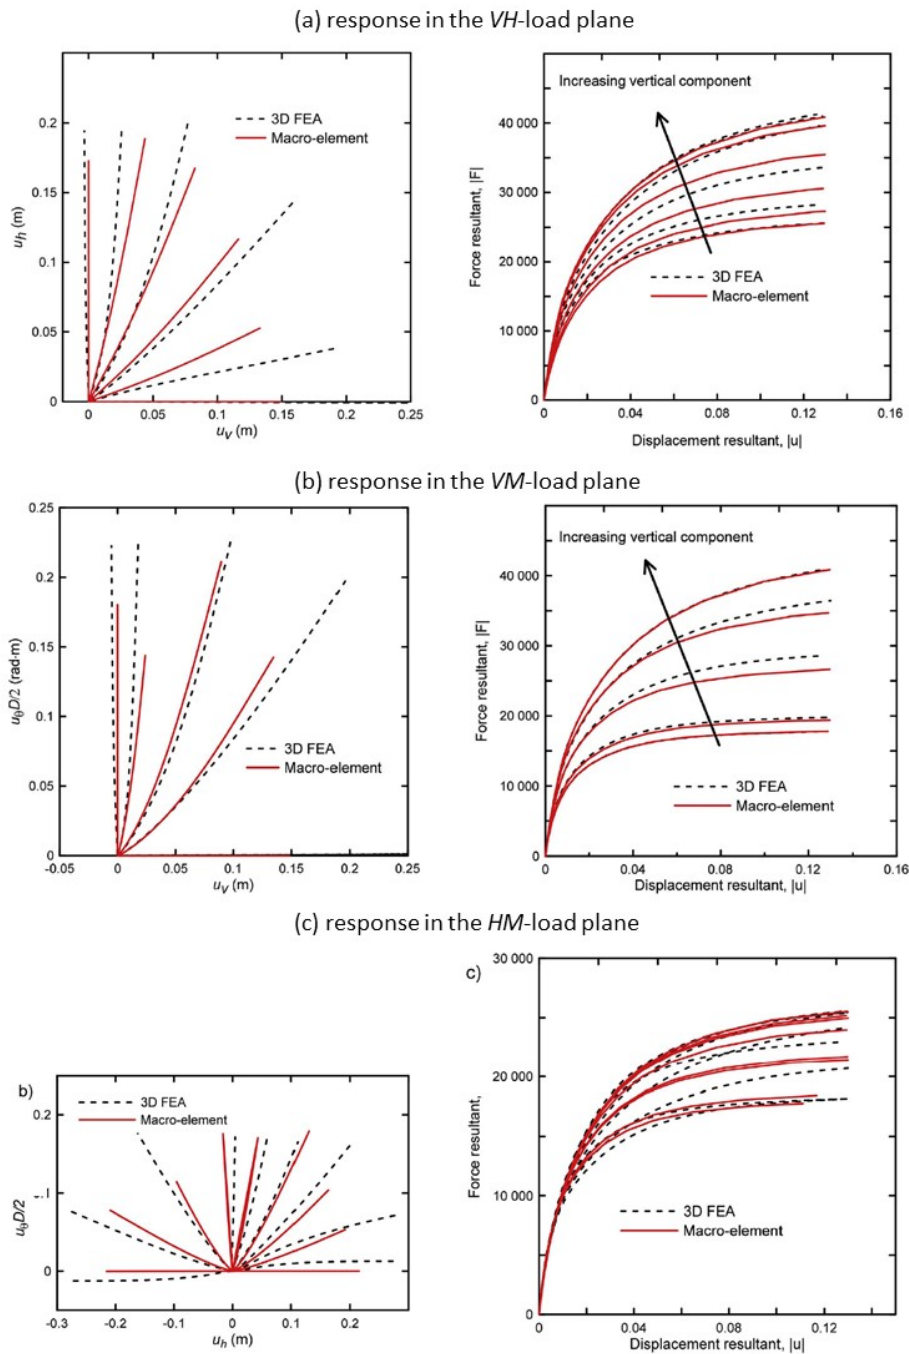 (a) response in the VH-load plane
0.2
0.15
0.1
0.05
0
u_h (m)
3D FEA
Macro-element
0
0.05
0.1
0.15
0.2
0.25
u_V (m)
Increasing vertical component
40 000
30 000
20 000
10 000
0
Force resultant, |F|
3D FEA
Macro-element
0
0.04
0.08
0.12
0.16
Displacement resultant, |u|
(b) response in the VM-load plane
0.25
0.2
0.15
0.1
0.05
0
u_θD/2 (rad·m)
3D FEA
Macro-element
-0.05
0
0.05
0.1
0.15
0.2
0.25
u_V (m)
Increasing vertical component
40 000
30 000
20 000
10 000
0
Force resultant, |F|
3D FEA
Macro-element
0
0.04
0.08
0.12
0.16
Displacement resultant, |u|
(c) response in the HM-load plane
b)
3D FEA
Macro-element
0.2
0.1
0
u_θD/2
-0.3
-0.2
-0.1
0
0.1
0.2
u_h (m)
c)
30 000
20 000
10 000
0
Force resultant,
3D FEA
Macro-element
0
0.04
0.08
0.12
Displacement resultant, |u|